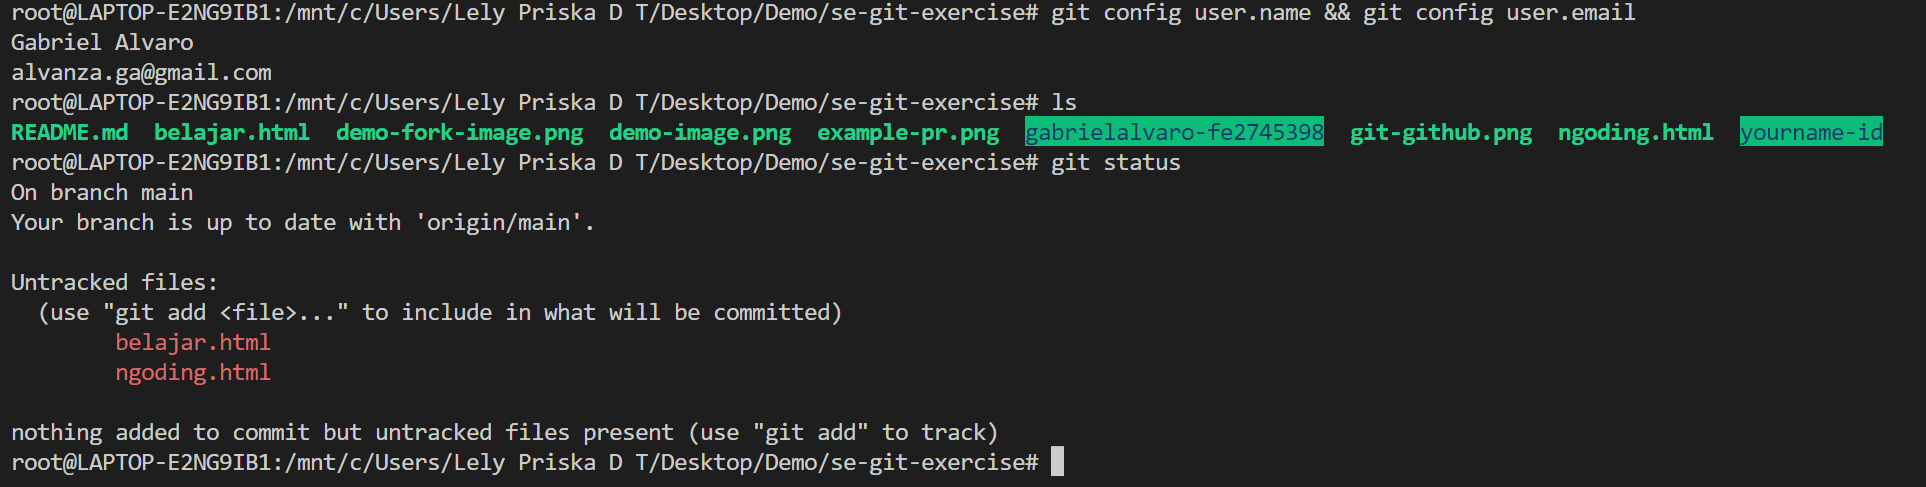 root@LAPTOP-E2NG9IB1:/mnt/c/Users/Lely Priska D T/Desktop/Demo/se-git-exercise# git config user.name && git config user.email
Gabriel Alvaro
alvanza.ga@gmail.com
root@LAPTOP-E2NG9IB1:/mnt/c/Users/Lely Priska D T/Desktop/Demo/se-git-exercise# ls
README.md  belajar.html  demo-fork-image.png  demo-image.png  example-pr.png  gabrielalvaro-fe2745398  git-github.png  ngoding.html  yourname-id
root@LAPTOP-E2NG9IB1:/mnt/c/Users/Lely Priska D T/Desktop/Demo/se-git-exercise# git status
On branch main
Your branch is up to date with 'origin/main'.

Untracked files:
  (use "git add <file>..." to include in what will be committed)
        belajar.html
        ngoding.html

nothing added to commit but untracked files present (use "git add" to track)
root@LAPTOP-E2NG9IB1:/mnt/c/Users/Lely Priska D T/Desktop/Demo/se-git-exercise#